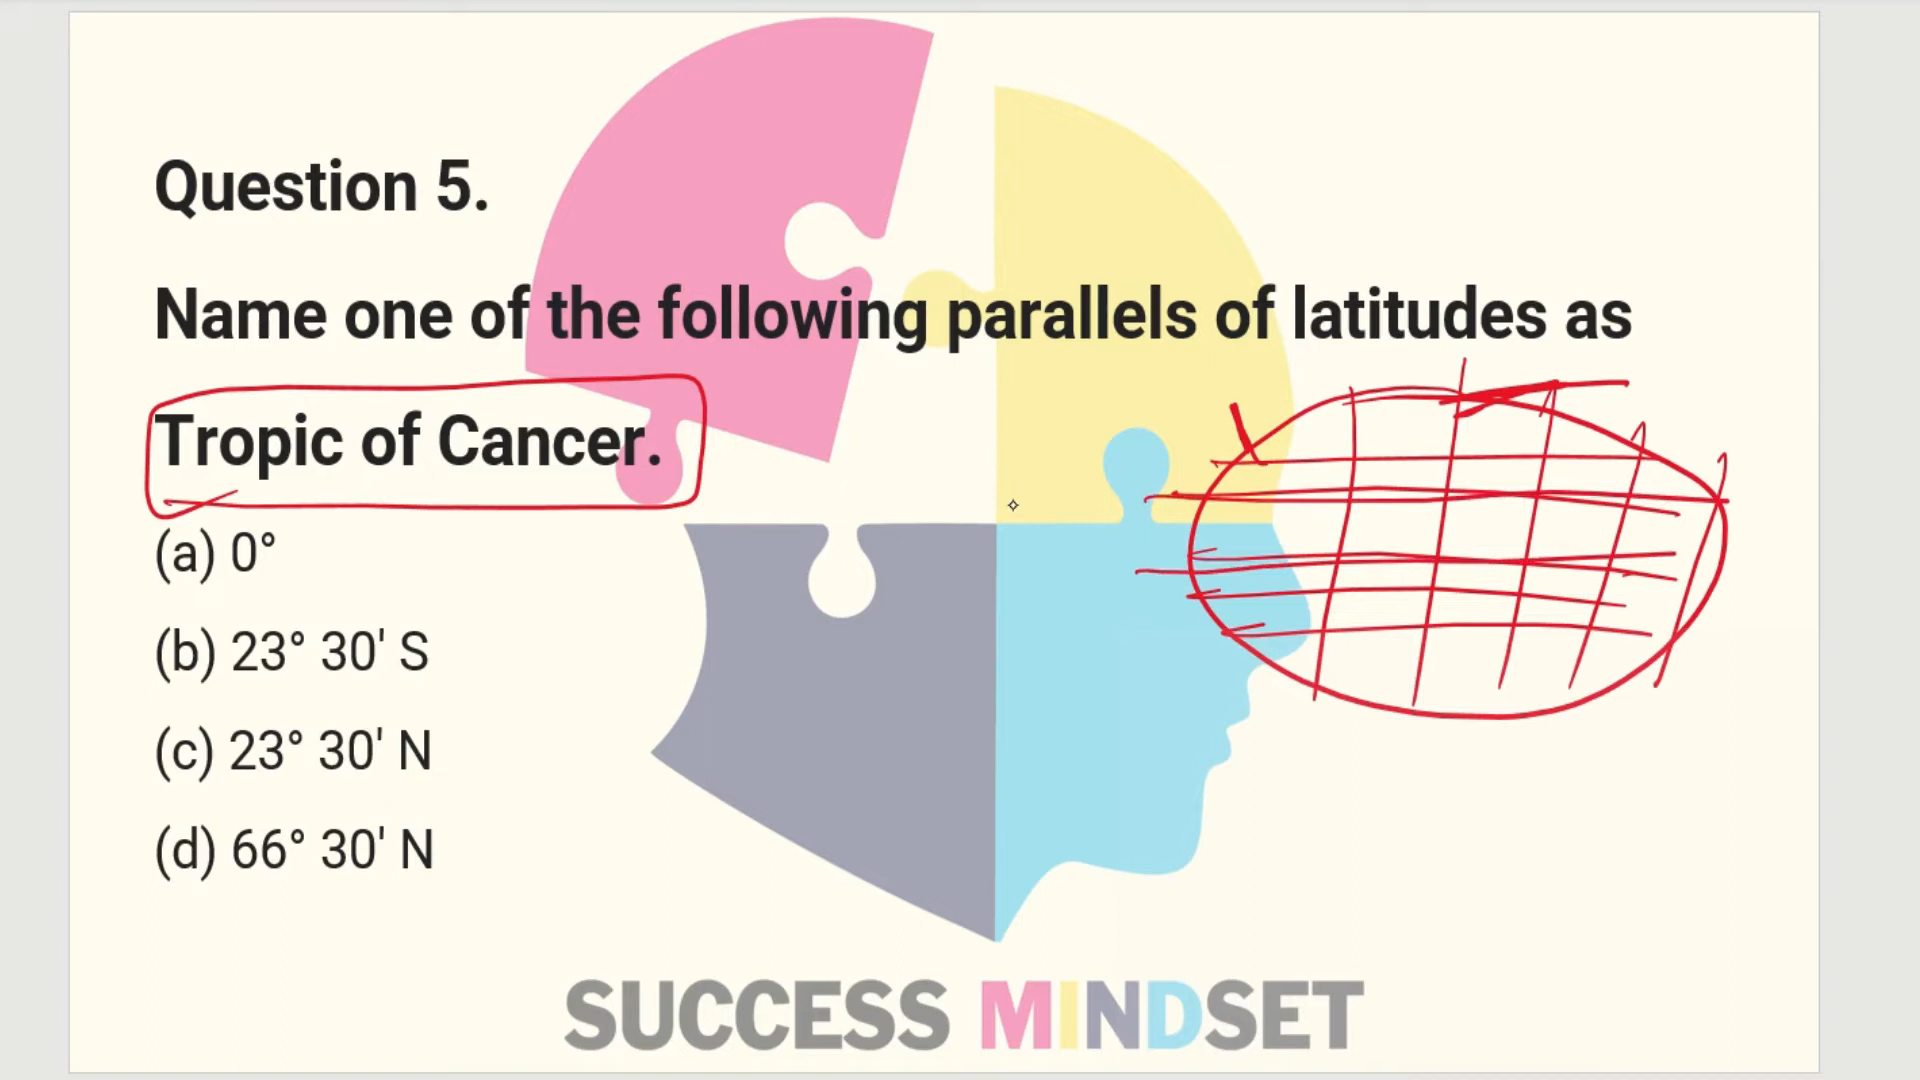 Question 5.
Name one of the following parallels of latitudes as
Tropic of Cancer.
(a) 0°
(b) 23° 30' S
(c) 23° 30' N
(d) 66° 30' N
SUCCESS MINDSET